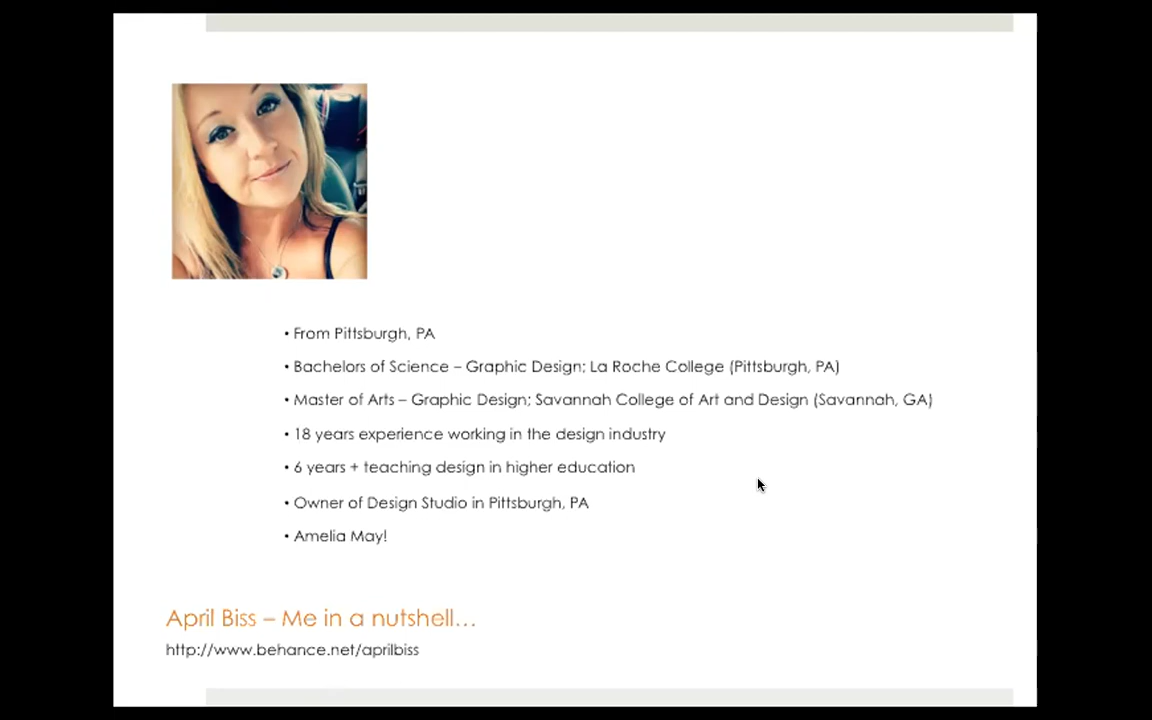 • From Pittsburgh, PA
• Bachelors of Science – Graphic Design; La Roche College (Pittsburgh, PA)
• Master of Arts – Graphic Design; Savannah College of Art and Design (Savannah, GA)
• 18 years experience working in the design industry
• 6 years + teaching design in higher education
• Owner of Design Studio in Pittsburgh, PA
• Amelia May!
April Biss – Me in a nutshell…
http://www.behance.net/aprilbiss